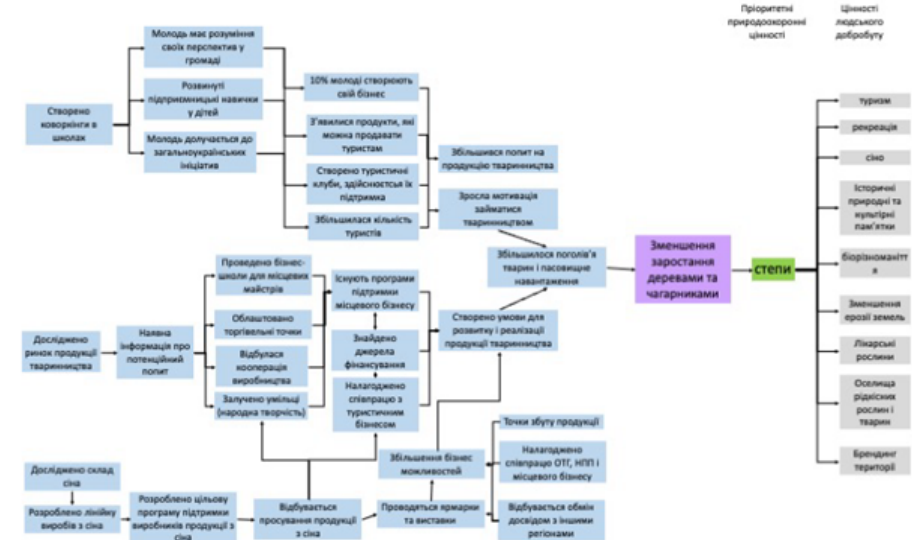 Пріоритетні
природоохоронні
цінності
Цінності
людського
добробуту
Створено
коворкінги в
школах
Молодь має розуміння
своїх перспектив у
громаді
Розвинуті
підприємницькі навички
у дітей
Молодь долучається до
загальноукраїнських
ініціатив
10% молоді створюють
свій бізнес
З'явилися продукти, які
можна продавати
туристам
Створено туристичні
клуби, здійснюється їх
підтримка
Збільшилася кількість
туристів
Збільшився попит на
продукцію тваринництва
Зросла мотивація
займатися
тваринництвом
Збільшилося поголів'я
тварин і пасовищне
навантаження
Зменшення
заростання
деревами та
чагарниками
степи
туризм
рекреація
сіно
Історичні
природні та
культірні
пам'ятки
біорізноманітт
я
Зменшення
ерозії земель
Лікарські
рослини
Оселища
рідкісних
рослин і
тварин
Брендинг
території
Досліджено
ринок продукції
тваринництва
Наявна
інформація про
потенційний
попит
Проведено бізнес-
школи для місцевих
майстрів
Облаштовано
торгівельні точки
Відбулася
кооперація
виробництва
Залучено умільці
(народна творчість)
Існують програми
підтримки
місцевого бізнесу
Знайдено
джерела
фінансування
Налагоджено
співпрацю з
туристичним
бізнесом
Створено умови для
розвитку і реалізації
продукції тваринництва
Досліджено склад
сіна
Розроблено лінійку
виробів з сіна
Розроблено цільову
програму підтримки
виробників продукції з
сіна
Відбувається
просування продукції
з сіна
Проводяться ярмарки
та виставки
Збільшення бізнес
можливостей
Точки збуту продукції
Налагоджено
співпрацю ОТГ, НПП і
місцевого бізнесу
Відбувається обмін
досвідом з іншими
регіонами